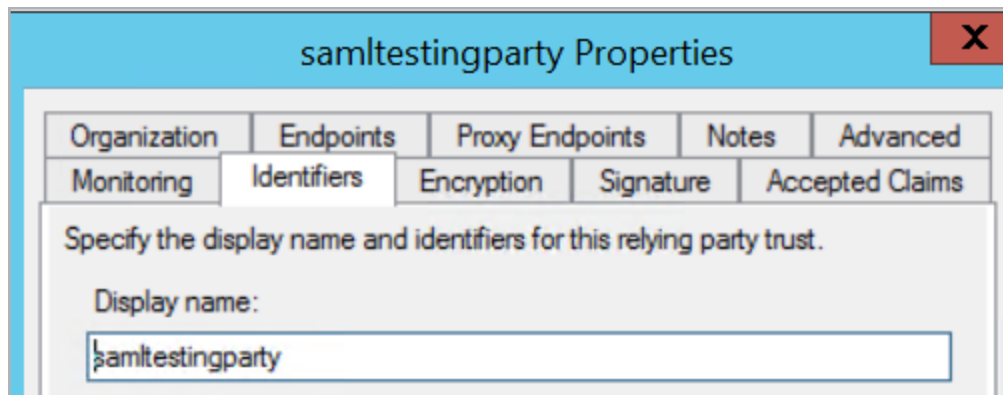 samltestingparty Properties
X
Organization Endpoints Proxy Endpoints Notes Advanced
Monitoring Identifiers Encryption Signature Accepted Claims
Specify the display name and identifiers for this relying party trust.
Display name:
samltestingparty